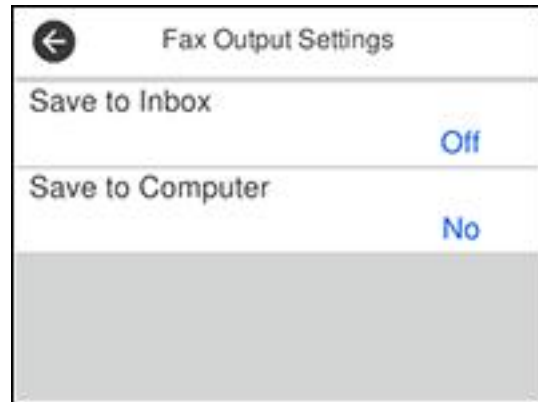 Fax Output Settings
Save to Inbox
Off
Save to Computer
No